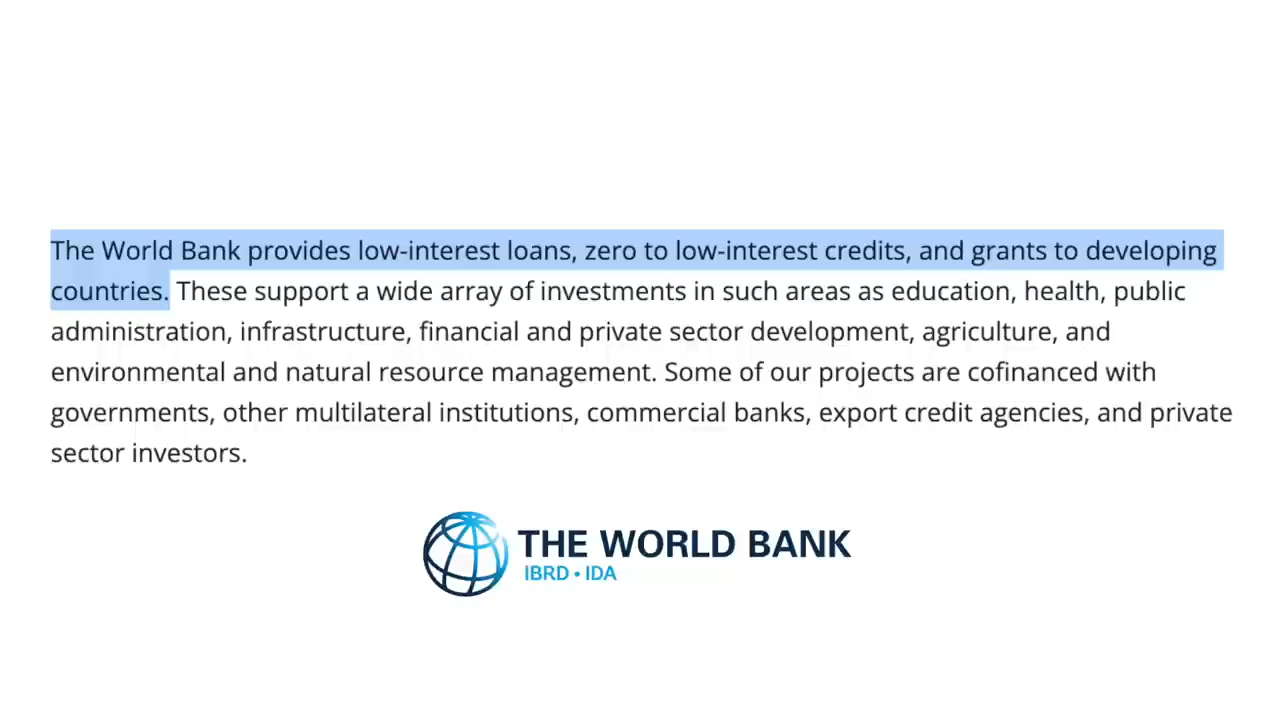 The World Bank provides low-interest loans, zero to low-interest credits, and grants to developing
countries. These support a wide array of investments in such areas as education, health, public
administration, infrastructure, financial and private sector development, agriculture, and
environmental and natural resource management. Some of our projects are cofinanced with
governments, other multilateral institutions, commercial banks, export credit agencies, and private
sector investors.
THE WORLD BANK
IBRD • IDA